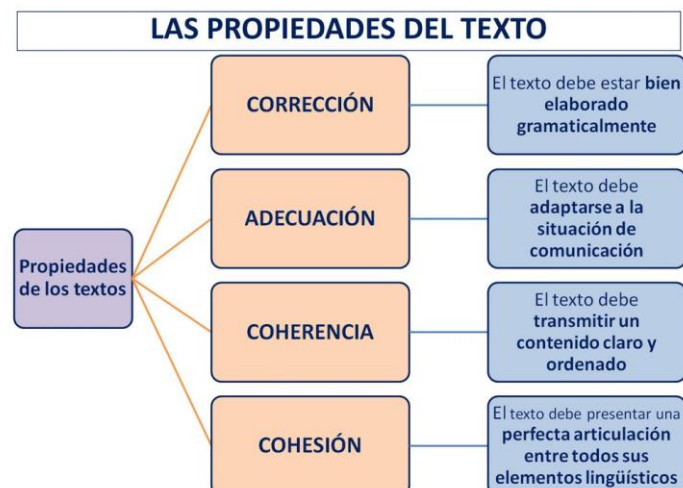 LAS PROPIEDADES DEL TEXTO
Propiedades
de los textos
CORRECCIÓN
El texto debe estar bien
elaborado
gramaticalmente
ADECUACIÓN
El texto debe
adaptarse a la
situación de
comunicación
COHERENCIA
El texto debe
transmitir un
contenido claro y
ordenado
COHESIÓN
El texto debe presentar una
perfecta articulación
entre todos sus
elementos lingüísticos